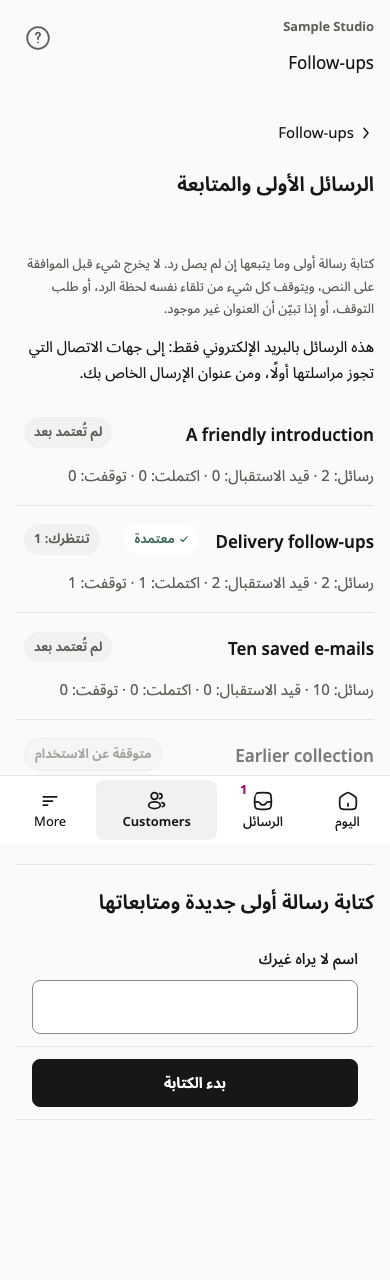 Sample Studio
Follow-ups
Follow-ups
الرسائل الأولى والمتابعة
كتابة رسالة أولى وما يتبعها إن لم يصل رد. لا يخرج شيء قبل الموافقة
على النص، ويتوقف كل شيء من تلقاء نفسه لحظة الرد، أو طلب
التوقف، أو إذا تبيّن أن العنوان غير موجود.
هذه الرسائل بالبريد الإلكتروني فقط: إلى جهات الاتصال التي
تجوز مراسلتها أولًا، ومن عنوان الإرسال الخاص بك.
A friendly introduction
لم تُعتمد بعد
رسائل: 2 · قيد الاستقبال: 0 · اكتملت: 0 · توقفت: 0
Delivery follow-ups
معتمدة
تنتظرك: 1
رسائل: 2 · قيد الاستقبال: 2 · اكتملت: 1 · توقفت: 1
Ten saved e-mails
لم تُعتمد بعد
رسائل: 10 · قيد الاستقبال: 0 · اكتملت: 0 · توقفت: 0
Earlier collection
متوقفة عن الاستخدام
اليوم
الرسائل
1
Customers
More
كتابة رسالة أولى جديدة ومتابعاتها
اسم لا يراه غيرك
بدء الكتابة